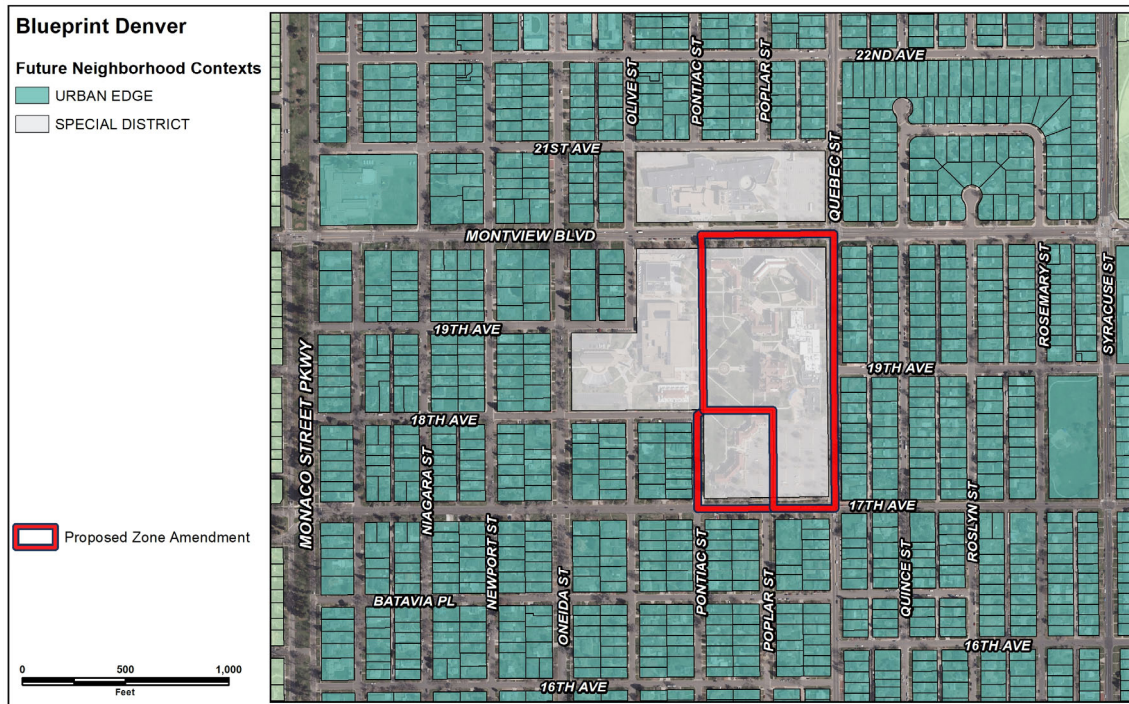 Blueprint Denver
Future Neighborhood Contexts
URBAN EDGE
SPECIAL DISTRICT
Proposed Zone Amendment
0 500 1,000
Feet
22ND AVE
OLIVE ST
PONTIAC ST
POPLAR ST
21ST AVE
QUEBEC ST
MONTVIEW BLVD
ROSEMARY ST
SYRACUSE ST
19TH AVE
19TH AVE
MONACO STREET PKWY
18TH AVE
NIAGARA ST
17TH AVE
ROSLYN ST
NEWPORT ST
ONEIDA ST
PONTIAC ST
POPLAR ST
QUINCE ST
BATAVIA PL
16TH AVE
16TH AVE